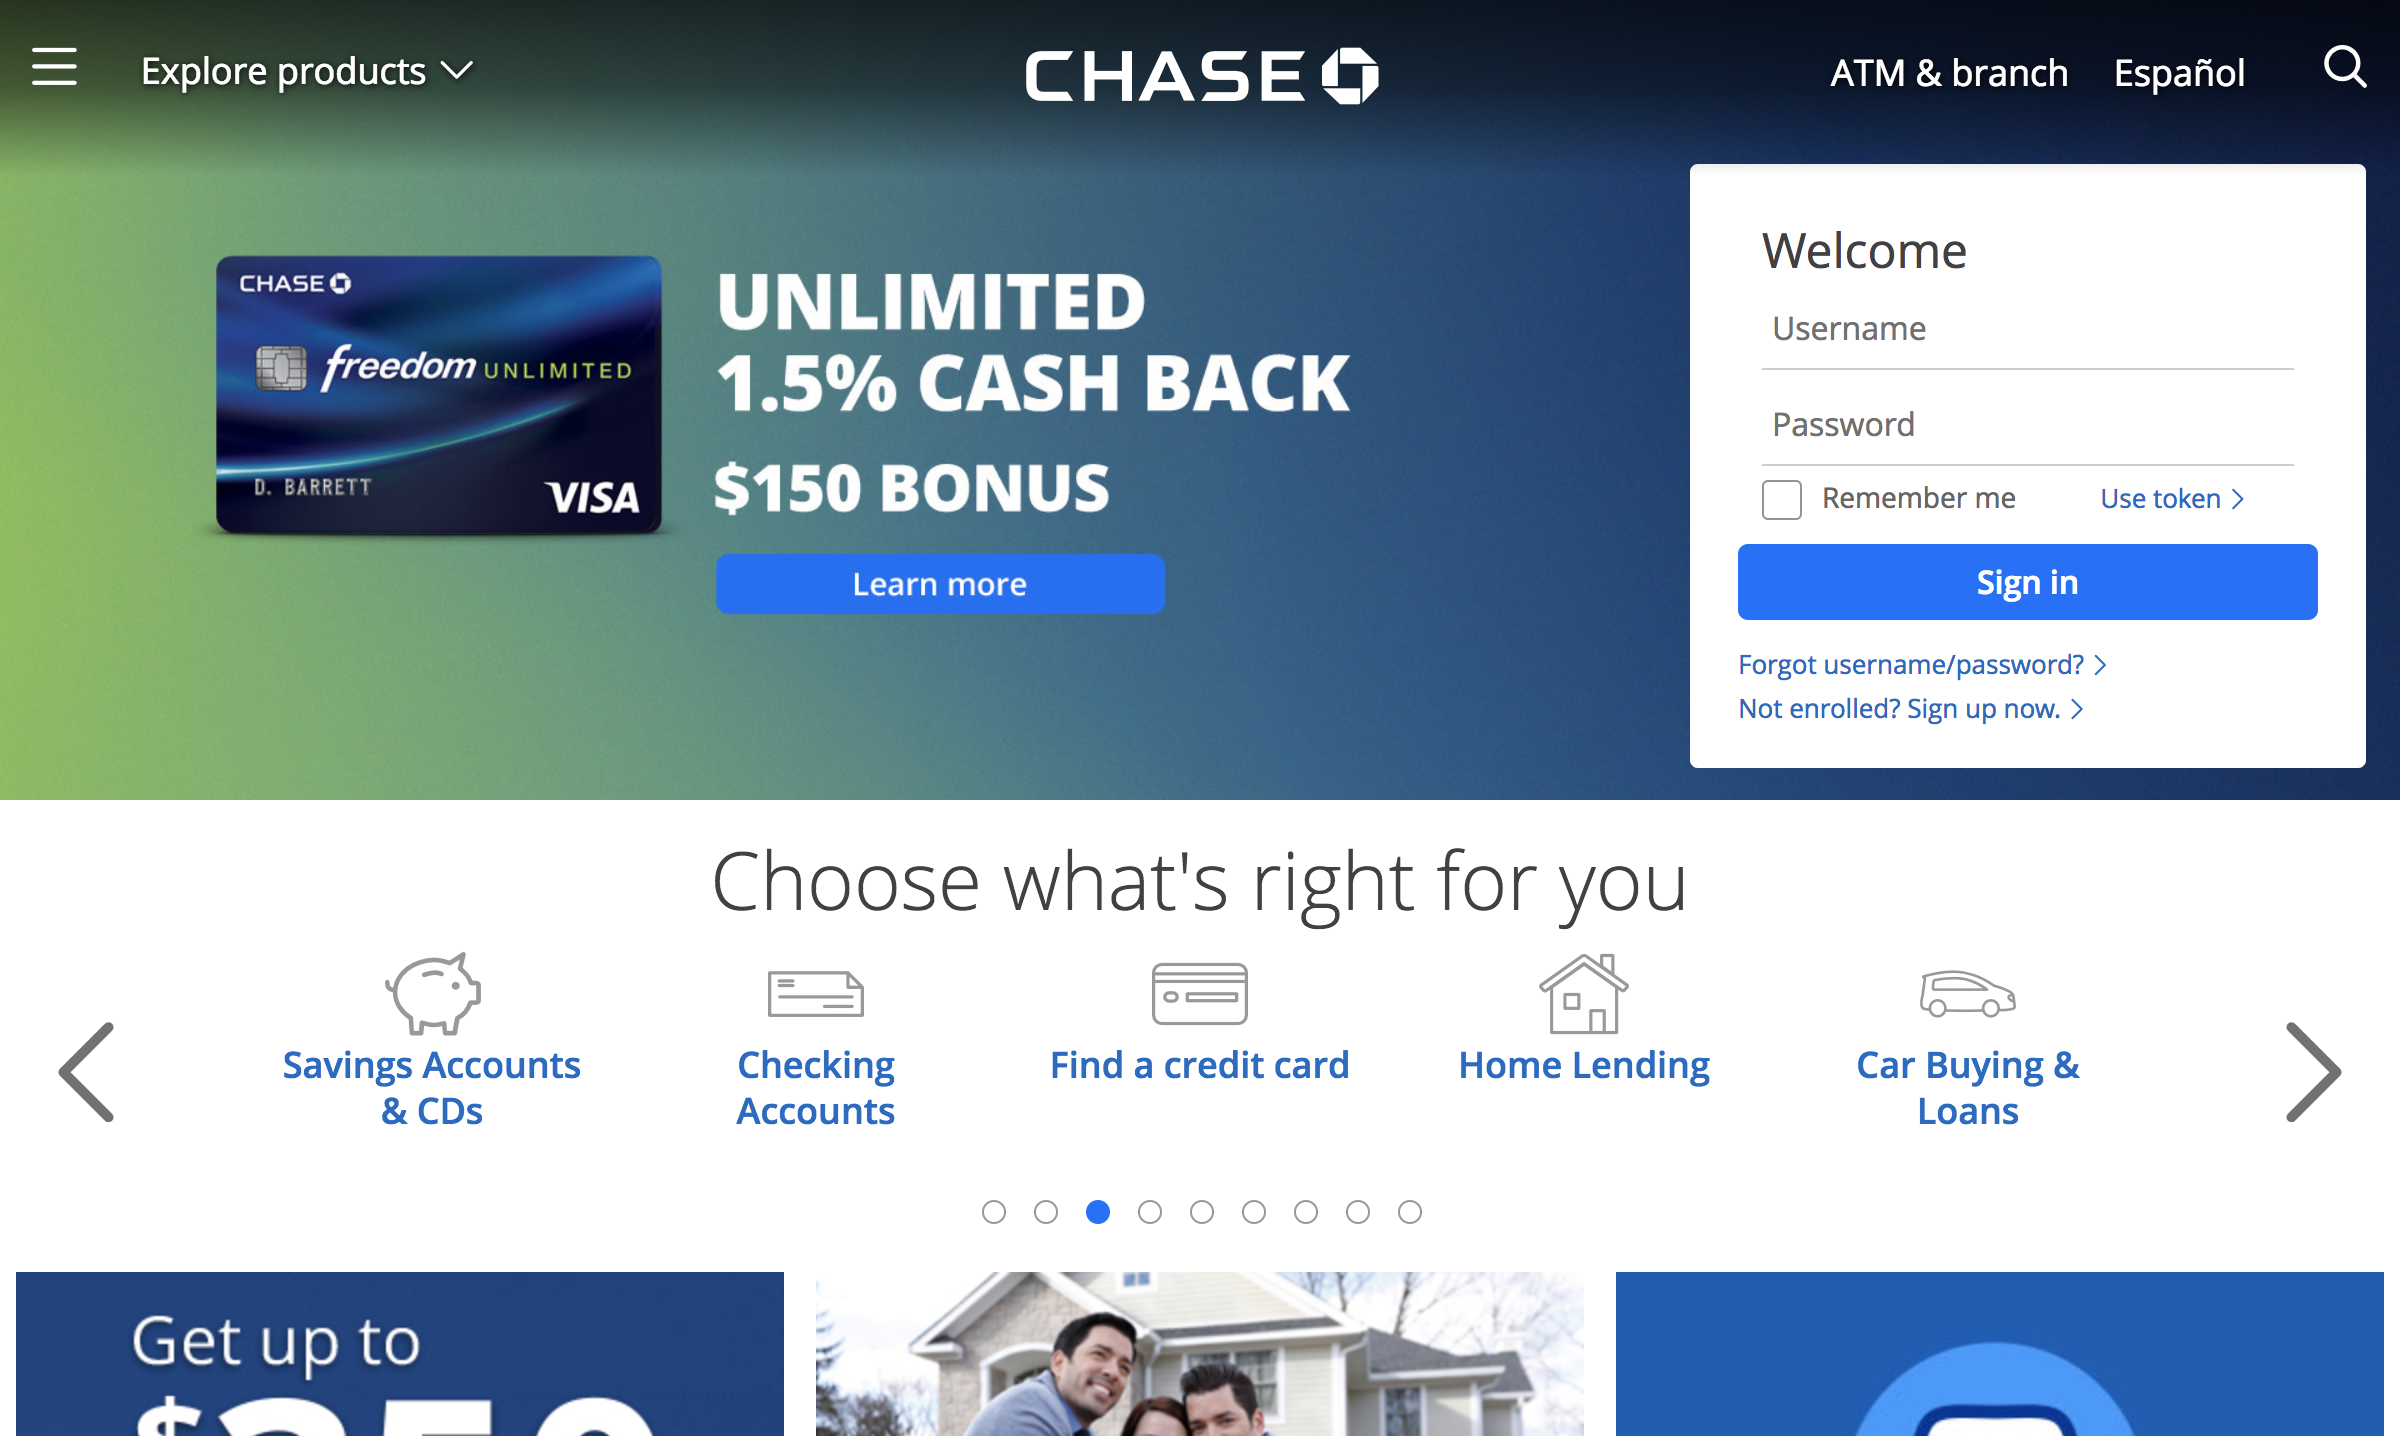 Explore products
CHASE
ATM & branch
Español
CHASE
freedom UNLIMITED
D. BARRETT
VISA
UNLIMITED
1.5% CASH BACK
$150 BONUS
Learn more
Welcome
Username
Password
Remember me
Use token
Sign in
Forgot username/password?
Not enrolled? Sign up now.
Choose what's right for you
Savings Accounts
& CDs
Checking
Accounts
Find a credit card
Home Lending
Car Buying &
Loans
Get up to
$350